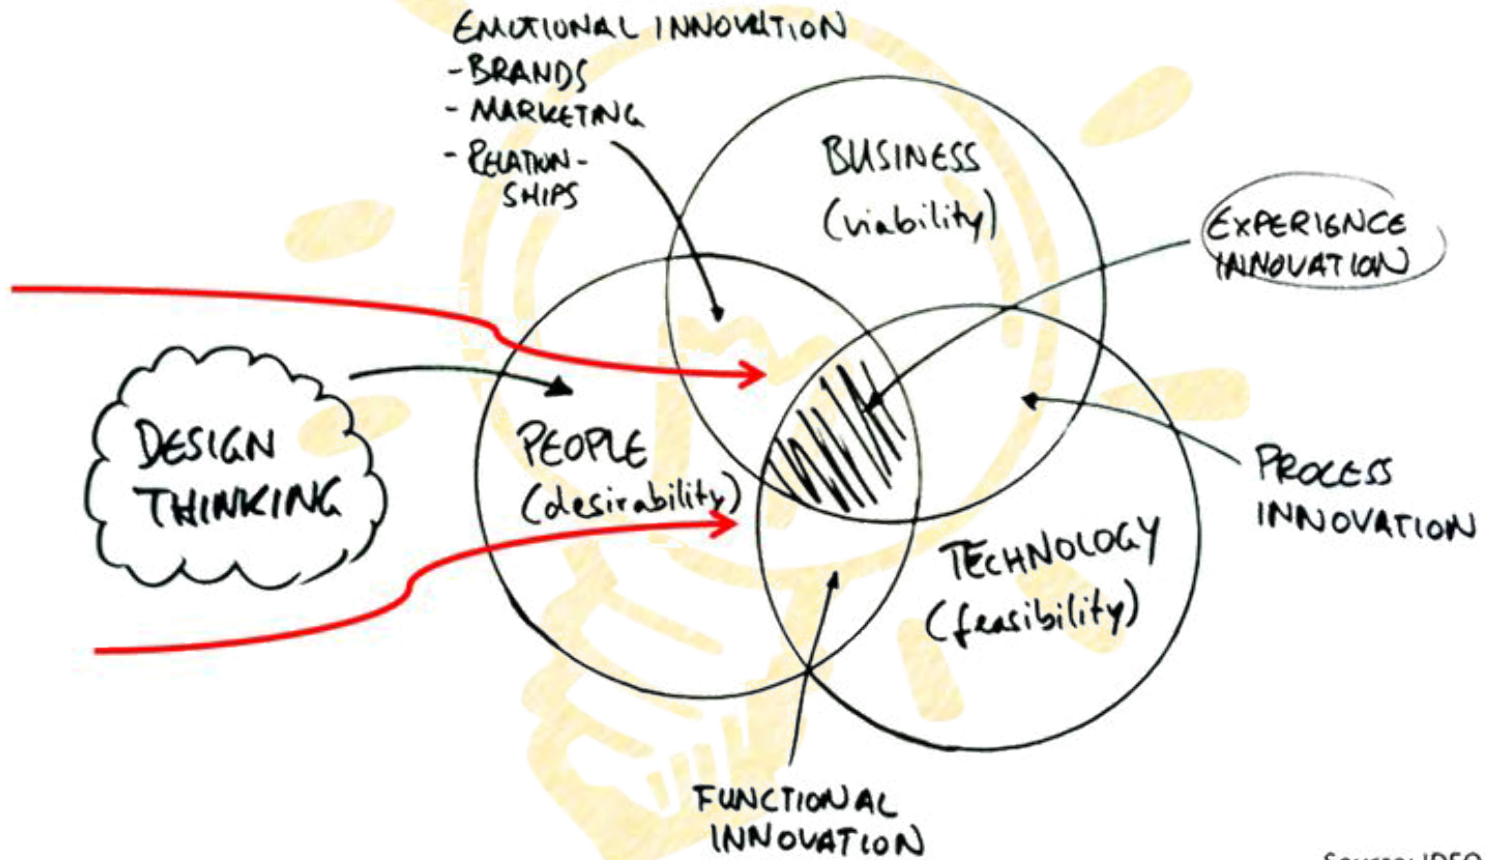 EMOTIONAL INNOVATION
- BRANDS
- MARKETING
- RELATION-
SHIPS
BUSINESS
(viability)
EXPERIENCE
INNOVATION
DESIGN
THINKING
PEOPLE
(desirability)
PROCESS
INNOVATION
TECHNOLOGY
(feasibility)
FUNCTIONAL
INNOVATION